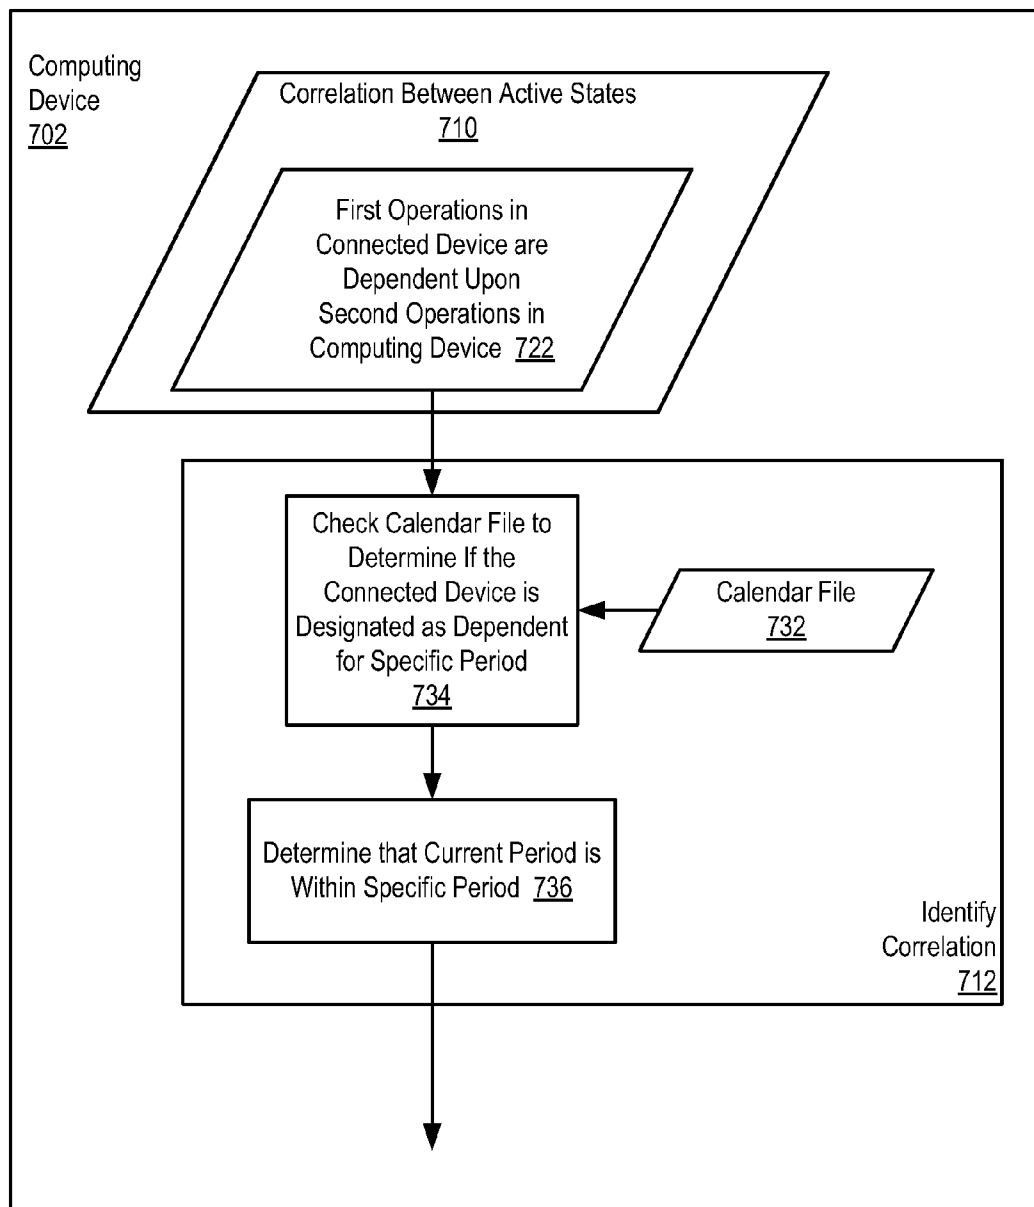 Computing
Device
702
Correlation Between Active States
710
First Operations in
Connected Device are
Dependent Upon
Second Operations in
Computing Device 722
Check Calendar File to
Determine If the
Connected Device is
Designated as Dependent
for Specific Period
734
Calendar File
732
Determine that Current Period is
Within Specific Period 736
Identify
Correlation
712